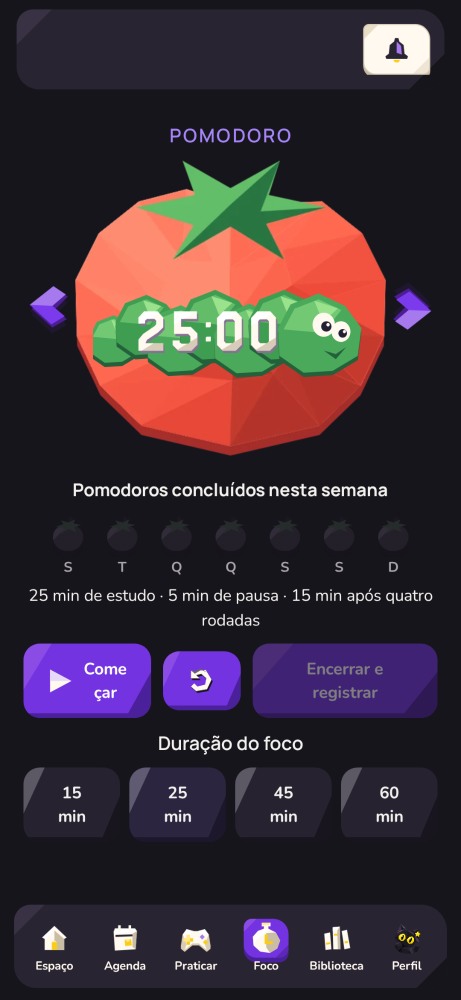 POMODORO
25:00
Pomodoros concluídos nesta semana
S T Q Q S S D
25 min de estudo · 5 min de pausa · 15 min após quatro
rodadas
Come
çar
Encerrar e
registrar
Duração do foco
15
min
25
min
45
min
60
min
Espaço Agenda Praticar Foco Biblioteca Perfil